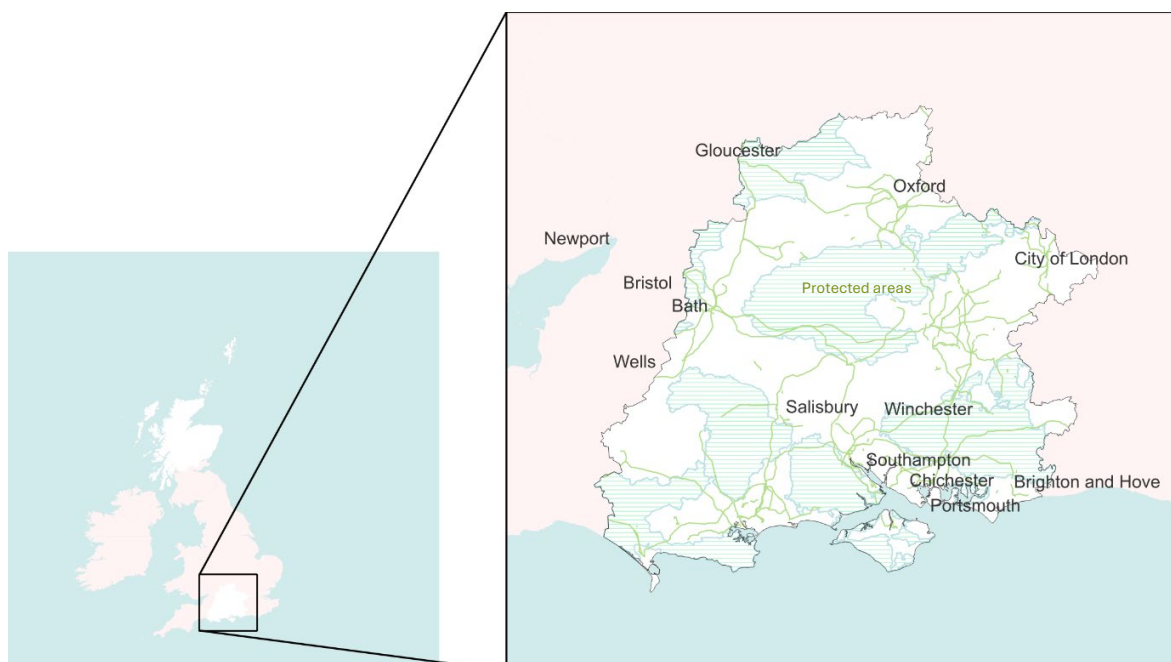 Gloucester
Oxford
Newport
City of London
Bristol
Protected areas
Bath
Wells
Salisbury
Winchester
Southampton
Chichester
Brighton and Hove
Portsmouth